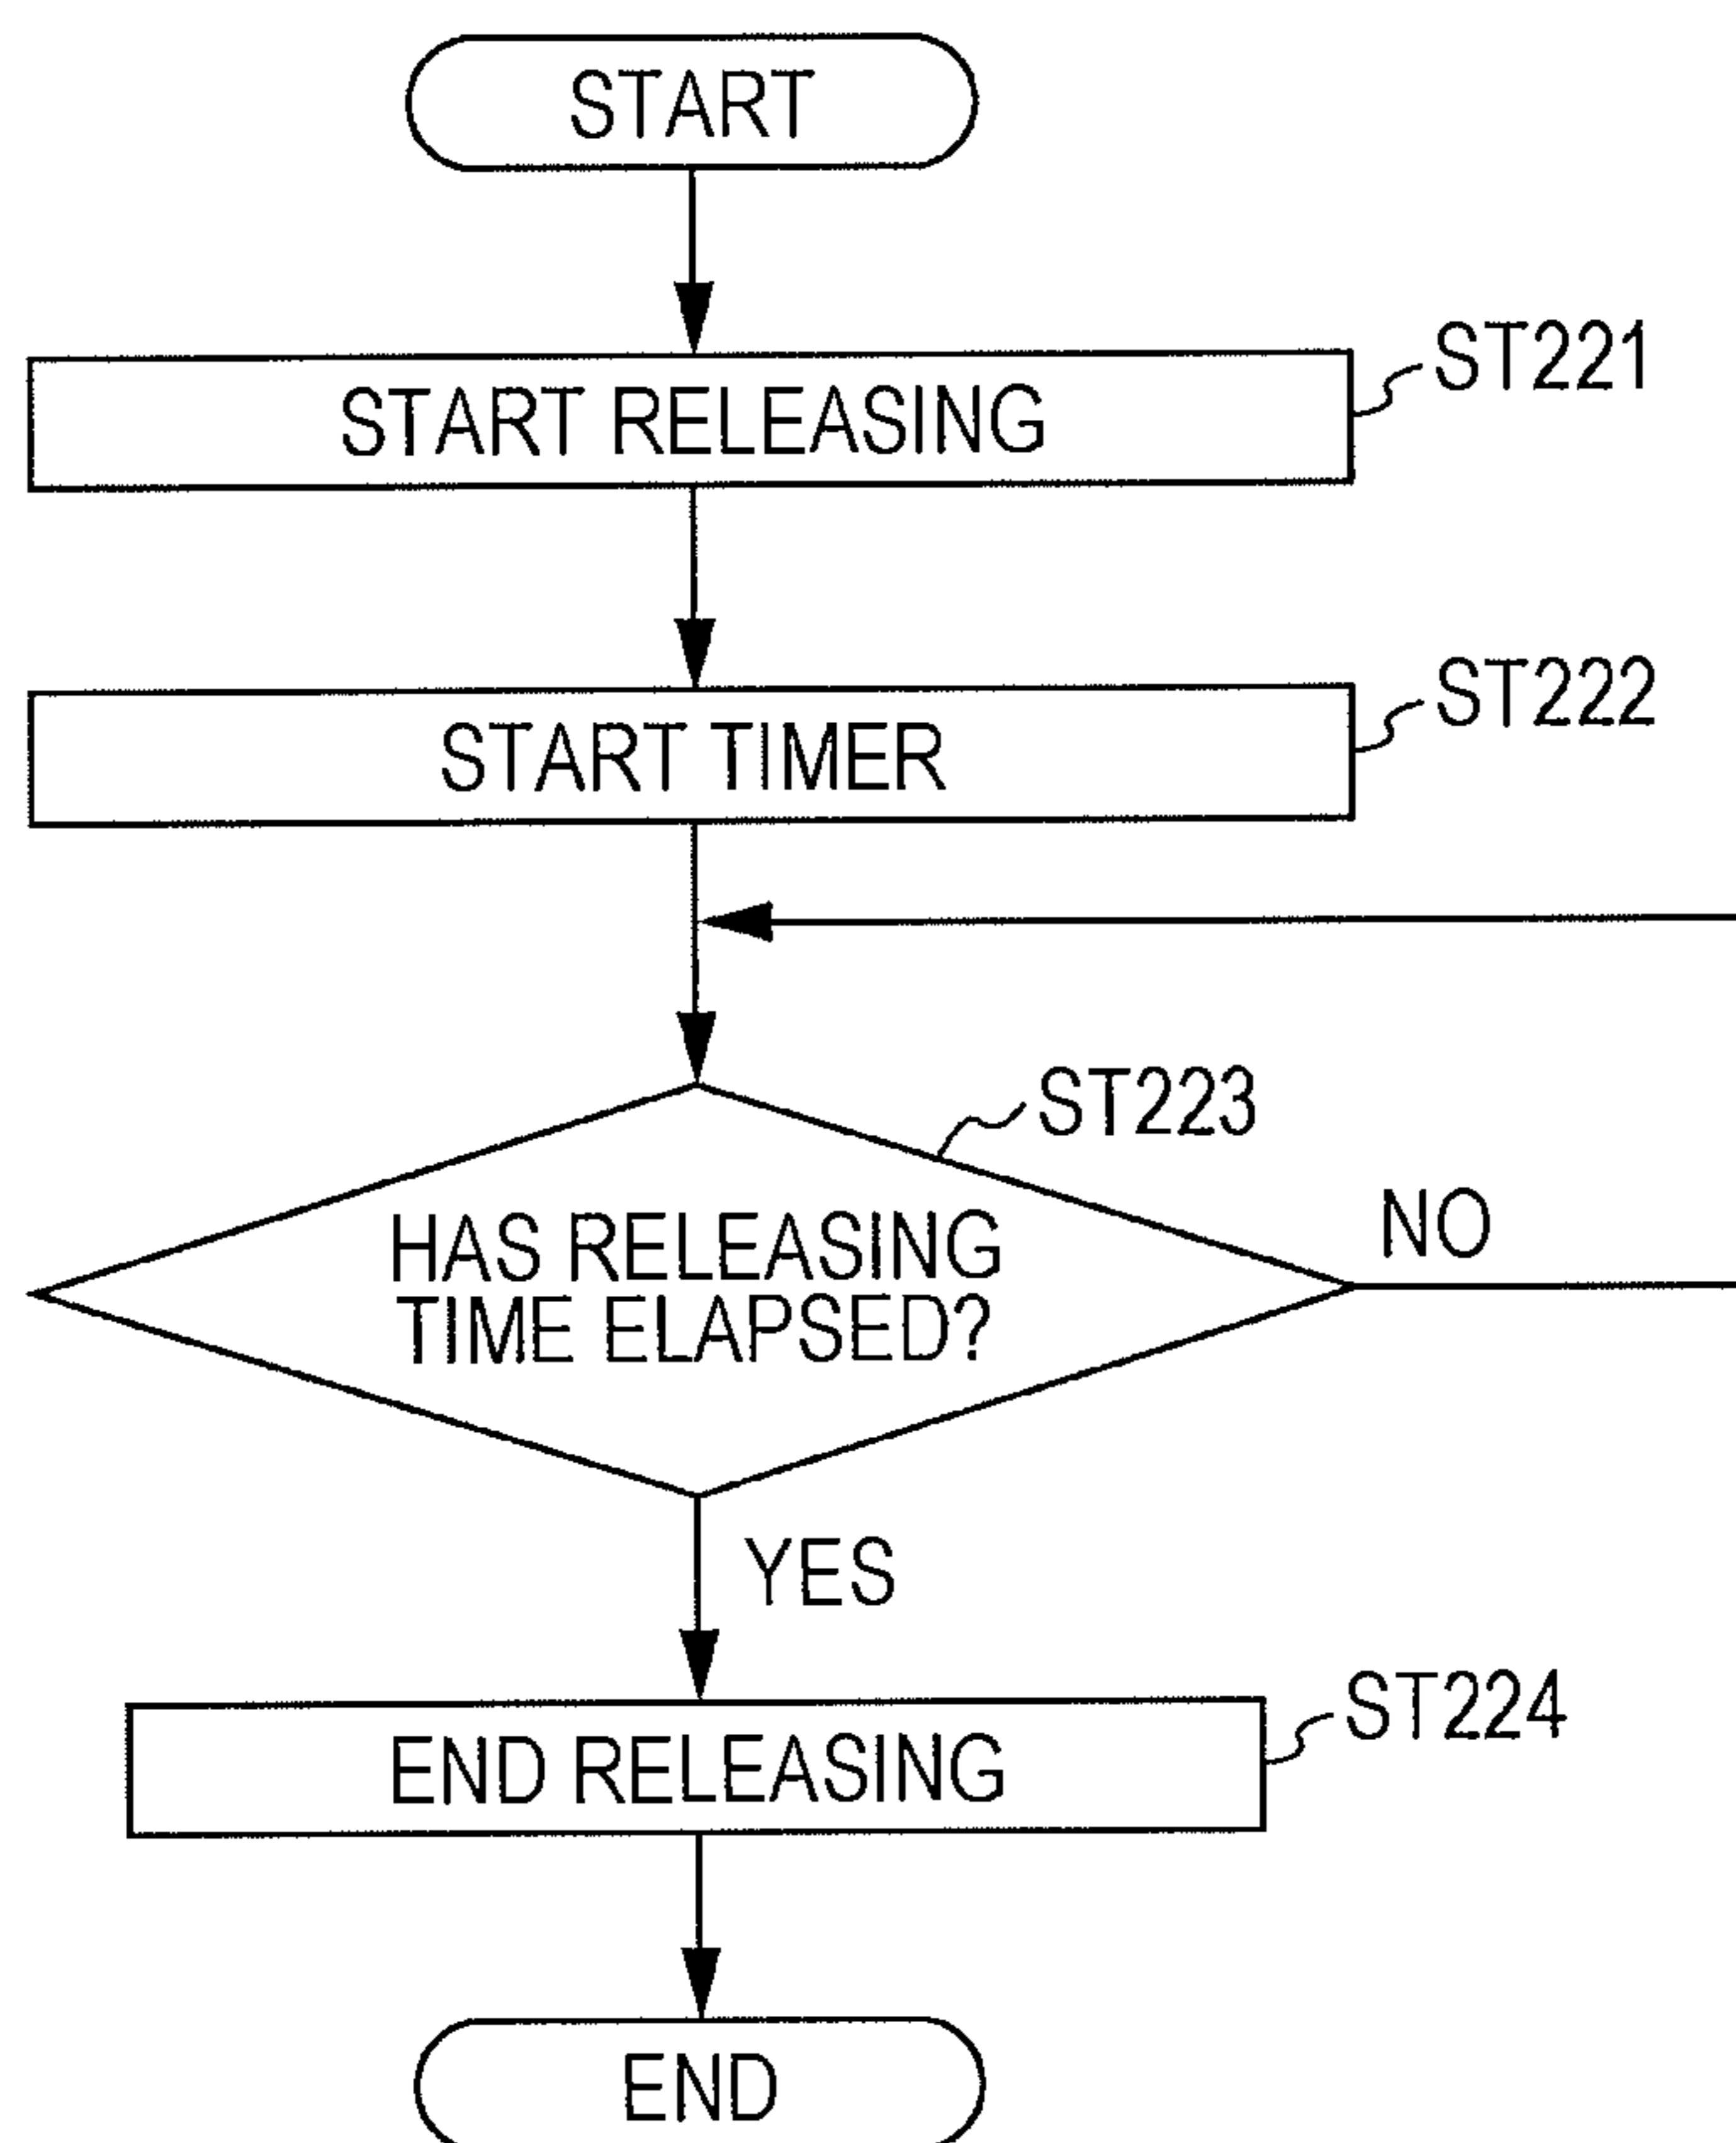 START
START RELEASING
ST221
START TIMER
ST222
ST223
HAS RELEASING
TIME ELAPSED?
NO
YES
END RELEASING
ST224
END